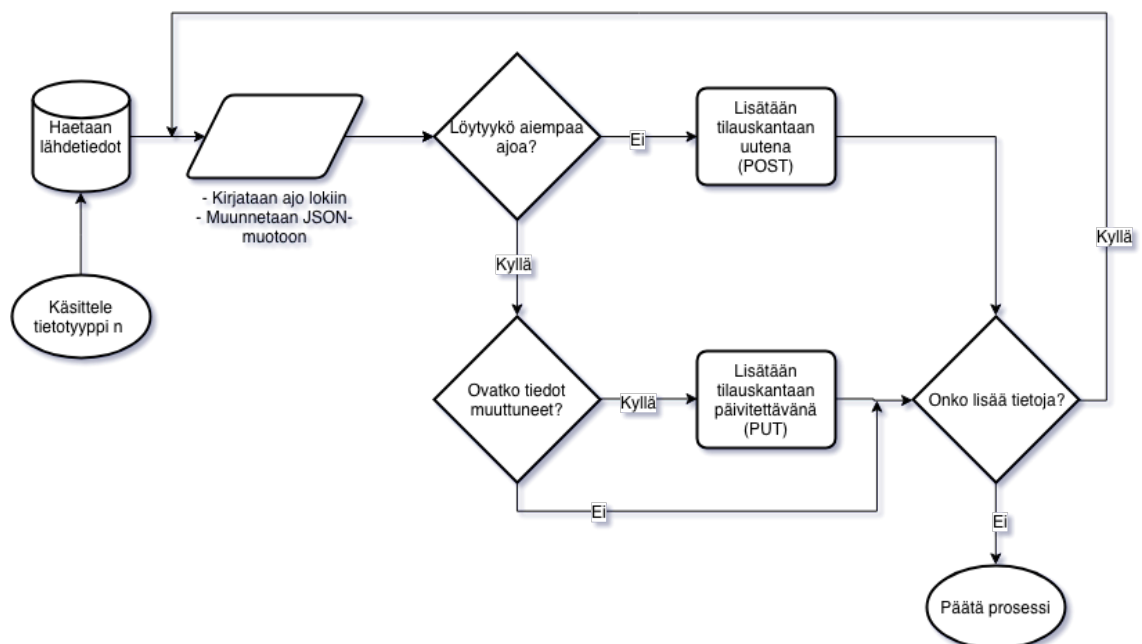 Haetaan
lähdetiedot
- Kirjataan ajo lokiin
- Muunnetaan JSON-
muotoon
Löytyykö aiempaa
ajoa?
Ei
Lisätään
tilauskantaan
uutena
(POST)
Kyllä
Kyllä
Käsittele
tietotyyppi n
Ovatko tiedot
muuttuneet?
Kyllä
Lisätään
tilauskantaan
päivitettävänä
(PUT)
Onko lisää tietoja?
Ei
Ei
Päätä prosessi